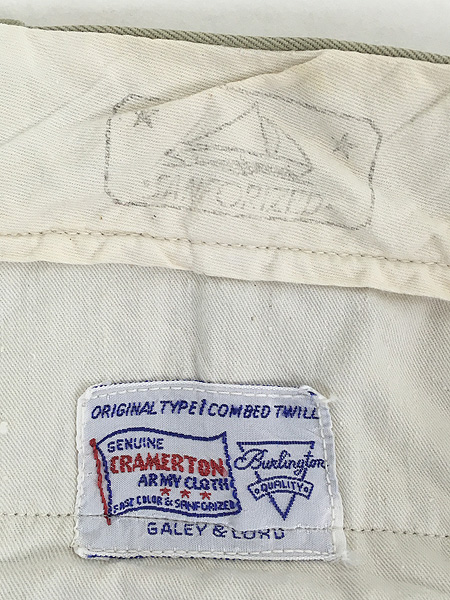 ·SANFORIZED·
ORIGINAL TYPE 1 COMBED TWILL
GENUINE
CRAMERTON
ARMY CLOTH
FAST COLOR & SANFORIZED
Burlington
QUALITY
GALEY & LORD